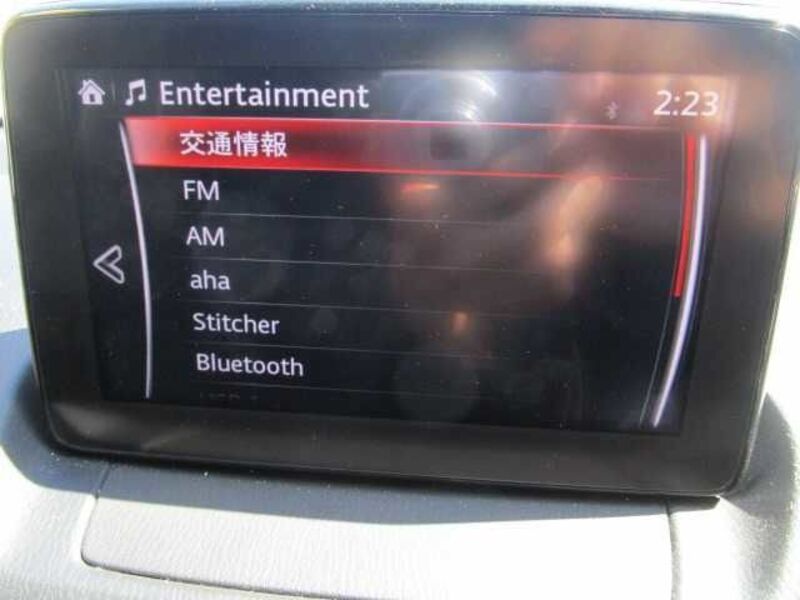 Entertainment
2:23
交通情報
FM
AM
aha
Stitcher
Bluetooth